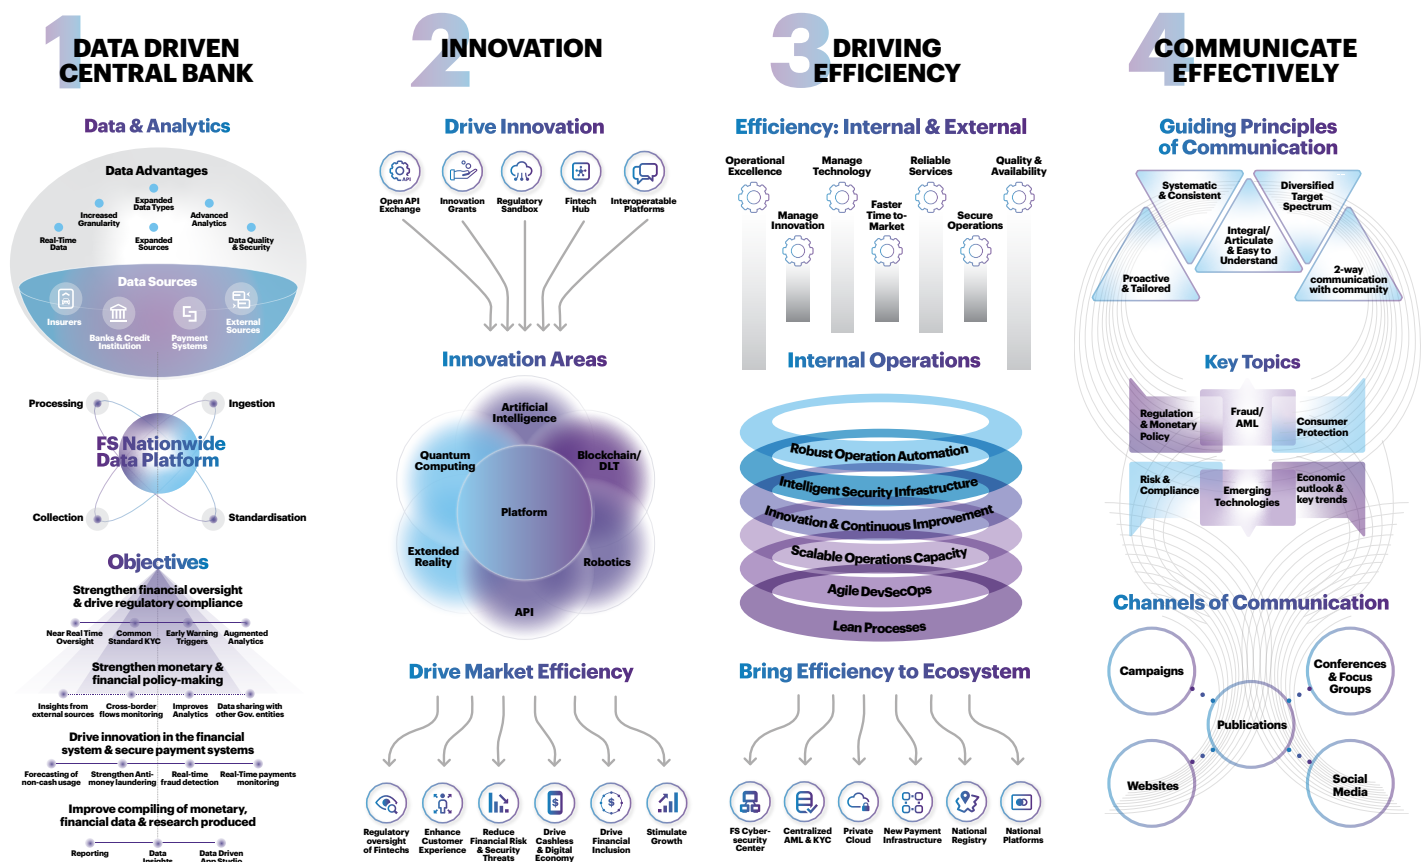 1
DATA DRIVEN
CENTRAL BANK
Data & Analytics
Data Advantages
Expanded
Data Types
Increased
Granularity
Advanced
Analytics
Real-Time
Data
Expanded
Sources
Data Quality
& Security
Data Sources
Insurers
Banks & Credit
Institution
Payment
Systems
External
Sources
Processing
Ingestion
FS Nationwide
Data Platform
Collection
Standardisation
Objectives
Strengthen financial oversight
& drive regulatory compliance
Near Real Time
Oversight
Common
Standard KYC
Early Warning
Triggers
Augmented
Analytics
Strengthen monetary &
financial policy-making
Insights from
external sources
Cross-border
flows monitoring
Improves
Analytics
Data sharing with
other Gov. entities
Drive innovation in the financial
system & secure payment systems
Forecasting of
non-cash usage
Strengthen Anti-
money laundering
Real-time
fraud detection
Real-Time payments
monitoring
Improve compiling of monetary,
financial data & research produced
Reporting
Data
Insights
Data Driven
App Studio
2
INNOVATION
Drive Innovation
API
Open API
Exchange
Innovation
Grants
Regulatory
Sandbox
Fintech
Hub
Interoperatable
Platforms
Innovation Areas
Artificial
Intelligence
Quantum
Computing
Blockchain/
DLT
Platform
Extended
Reality
Robotics
API
Drive Market Efficiency
Regulatory
oversight
of Fintechs
Enhance
Customer
Experience
Reduce
Financial Risk
& Security
Threats
Drive
Cashless
& Digital
Economy
Drive
Financial
Inclusion
Stimulate
Growth
3
DRIVING
EFFICIENCY
Efficiency: Internal & External
Operational
Excellence
Manage
Technology
Reliable
Services
Quality &
Availability
Manage
Innovation
Faster
Time to-
Market
Secure
Operations
Internal Operations
Robust Operation Automation
Intelligent Security Infrastructure
Innovation & Continuous Improvement
Scalable Operations Capacity
Agile DevSecOps
Lean Processes
Bring Efficiency to Ecosystem
FS Cyber-
security
Center
Centralized
AML & KYC
Private
Cloud
New Payment
Infrastructure
National
Registry
National
Platforms
4
COMMUNICATE
EFFECTIVELY
Guiding Principles
of Communication
Systematic
& Consistent
Diversified
Target
Spectrum
Integral/
Articulate
& Easy to
Understand
Proactive
& Tailored
2-way
communication
with community
Key Topics
Regulation
& Monetary
Policy
Fraud/
AML
Consumer
Protection
Risk &
Compliance
Emerging
Technologies
Economic
outlook &
key trends
Channels of Communication
Campaigns
Conferences
& Focus
Groups
Publications
Websites
Social
Media